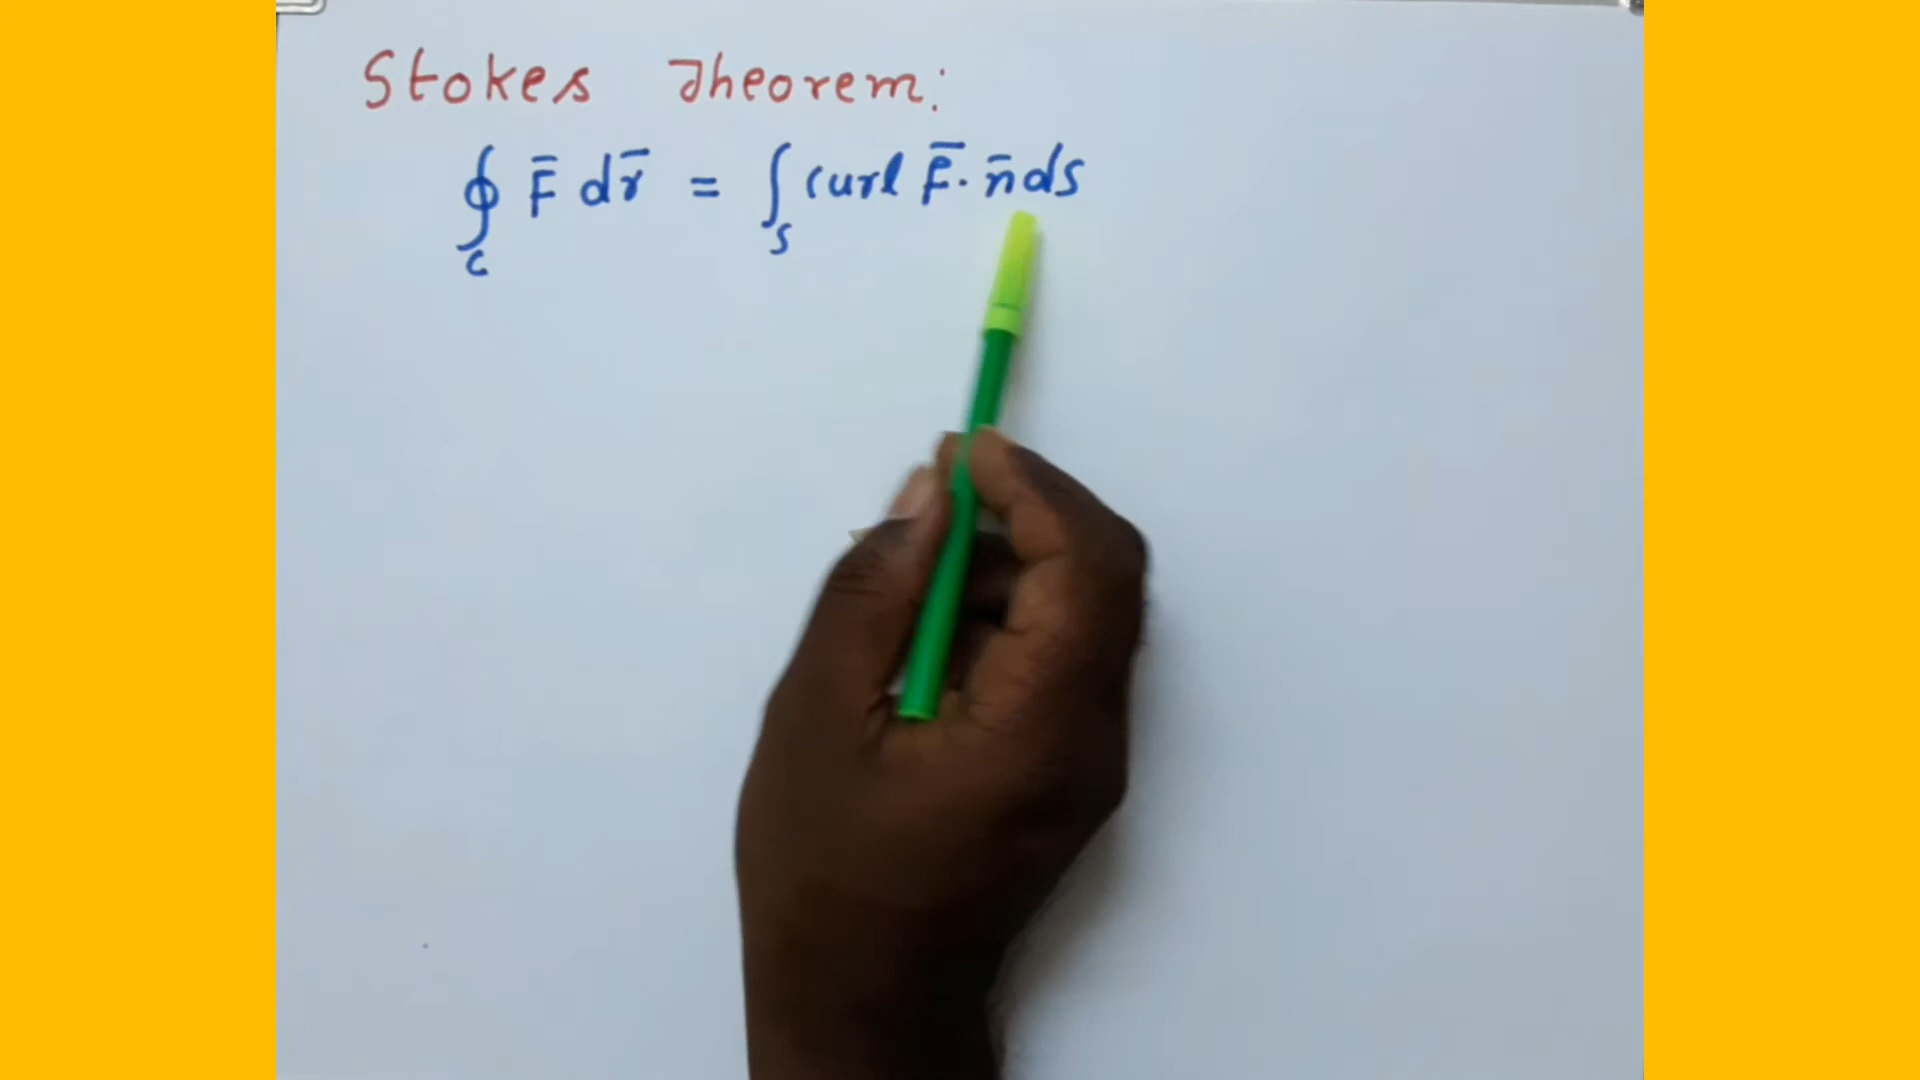 Stokes Theorem:
∮_C F̄ dr̄ = ∫_S curl F̄. n̄ ds